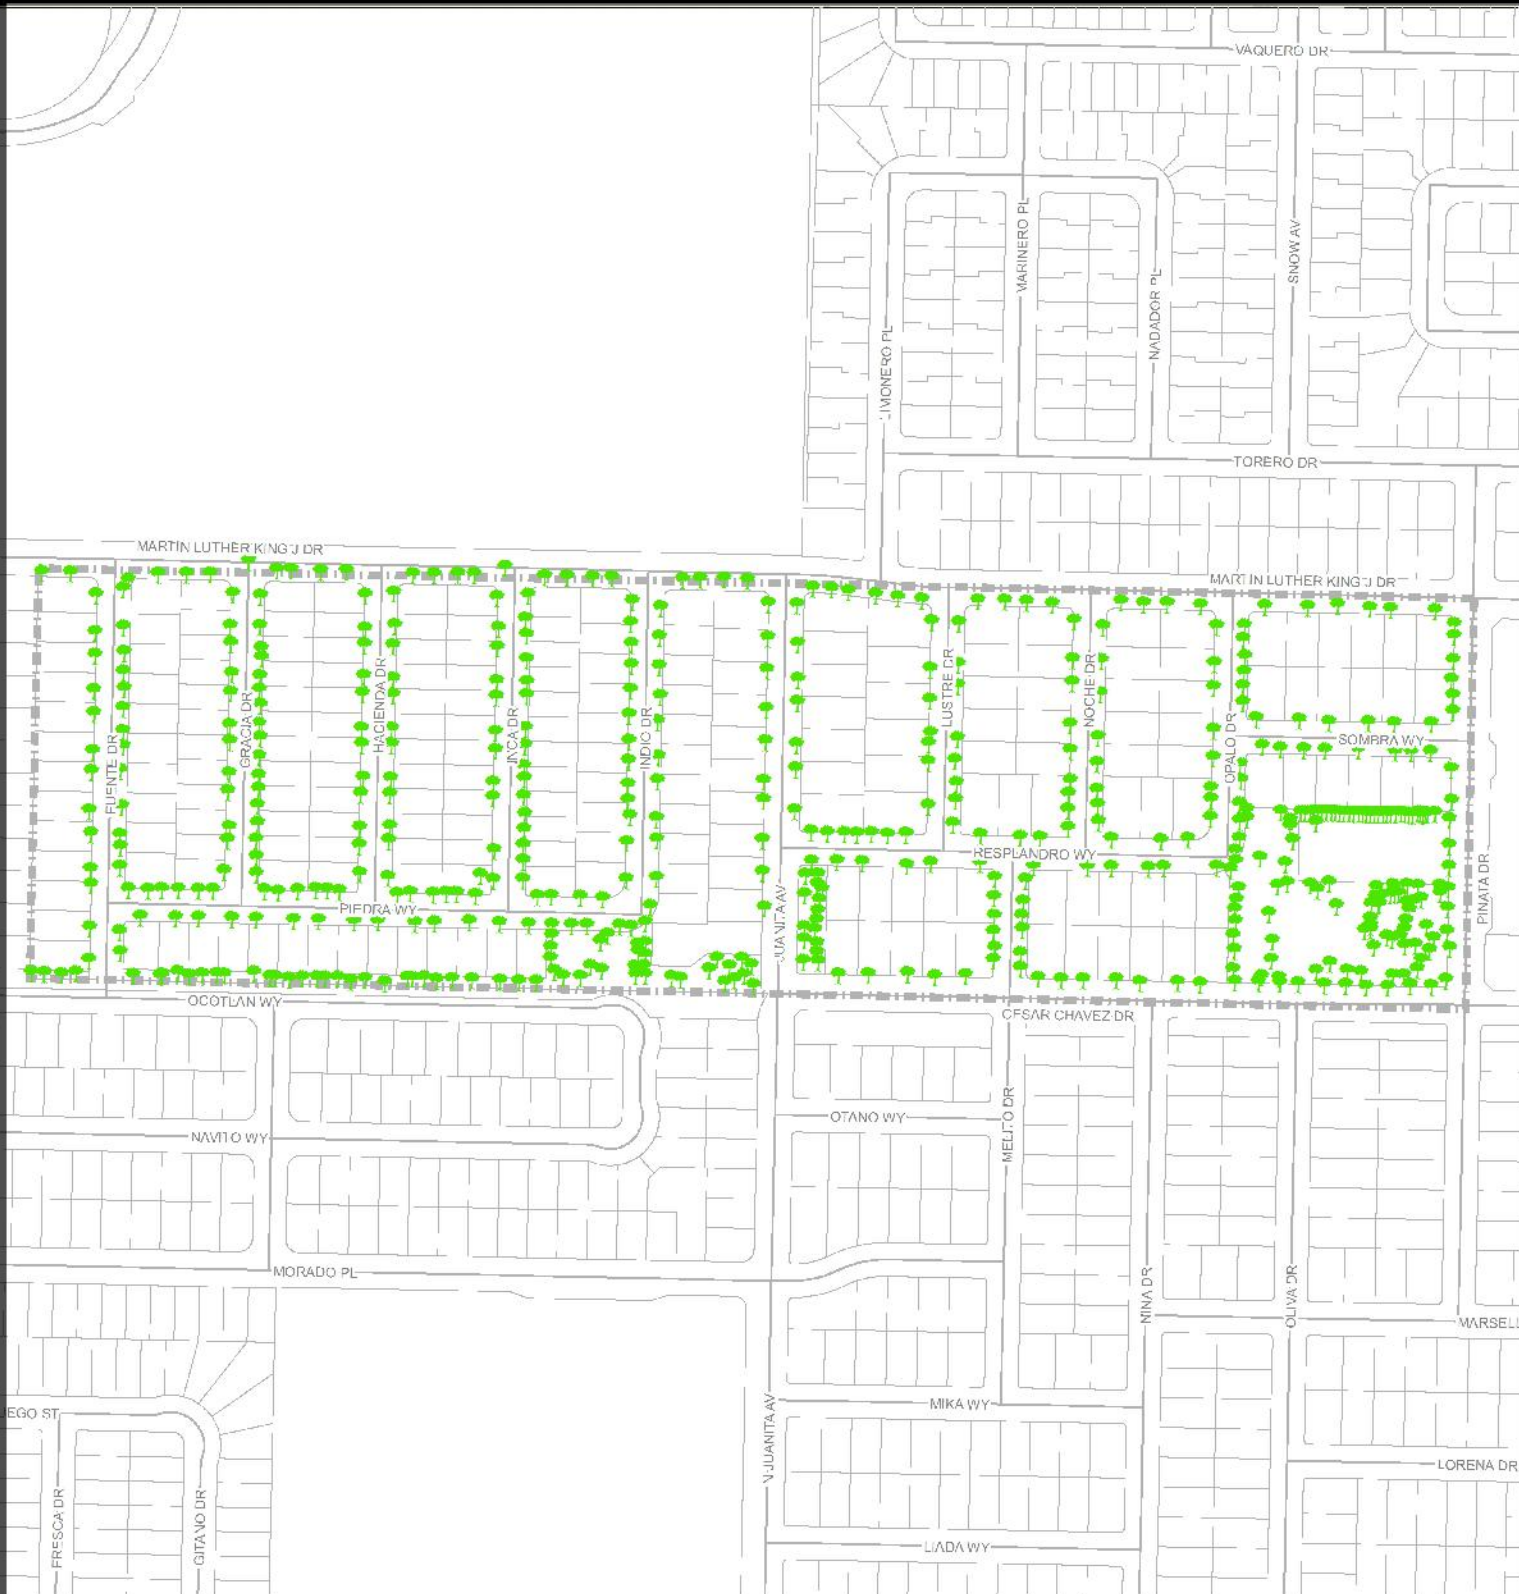 VAQUERO DR
MARINERO PL
SNOW AV
NADADOR PL
LIMONERO PL
TORERO DR
MARTIN LUTHER KING J DR
MARTIN LUTHER KING J DR
FUENTE DR
GRACIA DR
HACIENDA DR
INCA DR
INDIO DR
LUSTRE DR
NOCHE DR
OPALO DR
SOMBRA WY
RESPLANDRO WY
PIEDRA WY
JUANITA AV
PINATA DR
OCOTLAN WY
CESAR CHAVEZ DR
NAVITO WY
OTANO WY
MELITO DR
MORADO PL
NINA DR
OLIVA DR
MARSELL
JEGO ST
MIKA WY
N JUANITA AV
LORENA DR
FRESCA DR
GITANO DR
LIADA WY